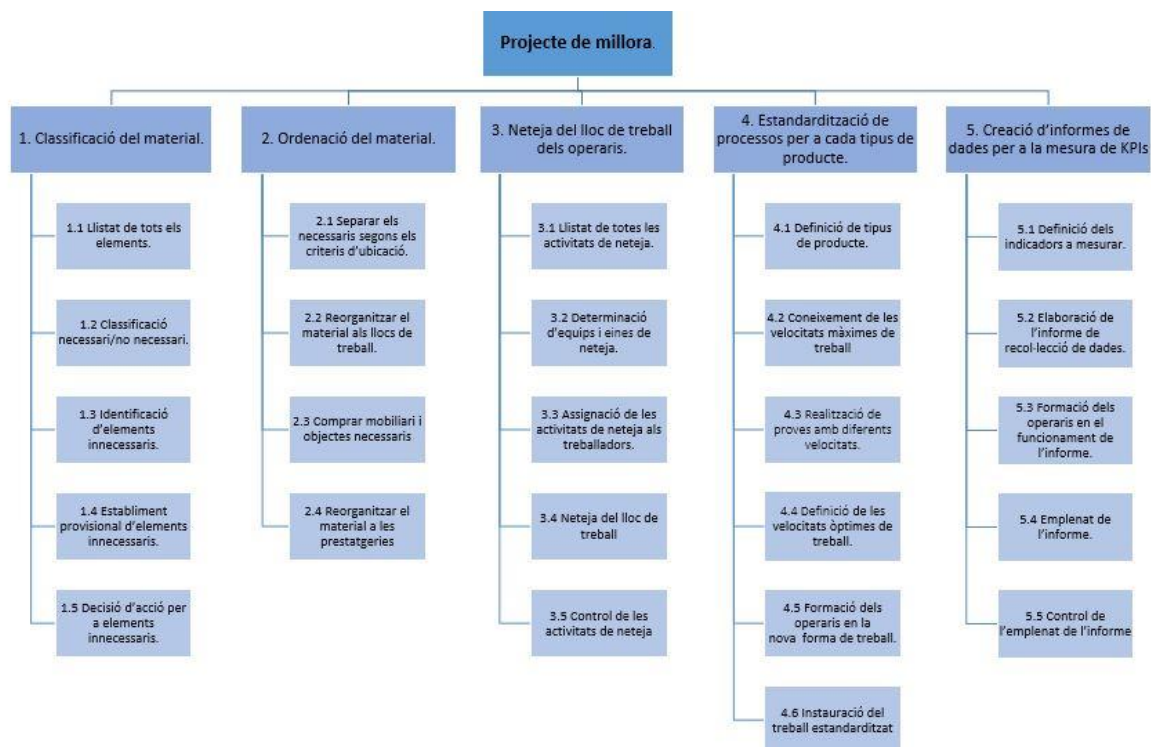 Projecte de millora.
1. Classificació del material.
2. Ordenació del material.
3. Neteja del lloc de treball
dels operaris.
4. Estandardització de
processos per a cada tipus de
producte.
5. Creació d'informes de
dades per a la mesura de KPIs
1.1 Llistat de tots els
elements.
1.2 Classificació
necessari/no necessari.
1.3 Identificació
d'elements
innecessaris.
1.4 Establiment
provisional d'elements
innecessaris.
1.5 Decisió d'acció per
a elements
innecessaris.
2.1 Separar els
necessaris segons els
criteris d'ubicació.
2.2 Reorganitzar el
material als llocs de
treball.
2.3 Comprar mobiliari i
objectes necessaris
2.4 Reorganitzar el
material a les
prestatgeries
3.1 Llistat de totes les
activitats de neteja.
3.2 Determinació
d'equips i eines de
neteja.
3.3 Assignació de les
activitats de neteja als
treballadors.
3.4 Neteja del lloc de
treball
3.5 Control de les
activitats de neteja
4.1 Definició de tipus
de producte.
4.2 Coneixement de les
velocitats màximes de
treball
4.3 Realització de
proves amb diferents
velocitats.
4.4 Definició de les
velocitats òptimes de
treball.
4.5 Formació dels
operaris en la
nova forma de treball.
4.6 Instauració del
treball estandarditzat
5.1 Definició dels
indicadors a mesurar.
5.2 Elaboració de
l'informe de
recol·lecció de dades.
5.3 Formació dels
operaris en el
funcionament de
l'informe.
5.4 Emplenat de
l'informe.
5.5 Control de
l'emplenat de l'informe